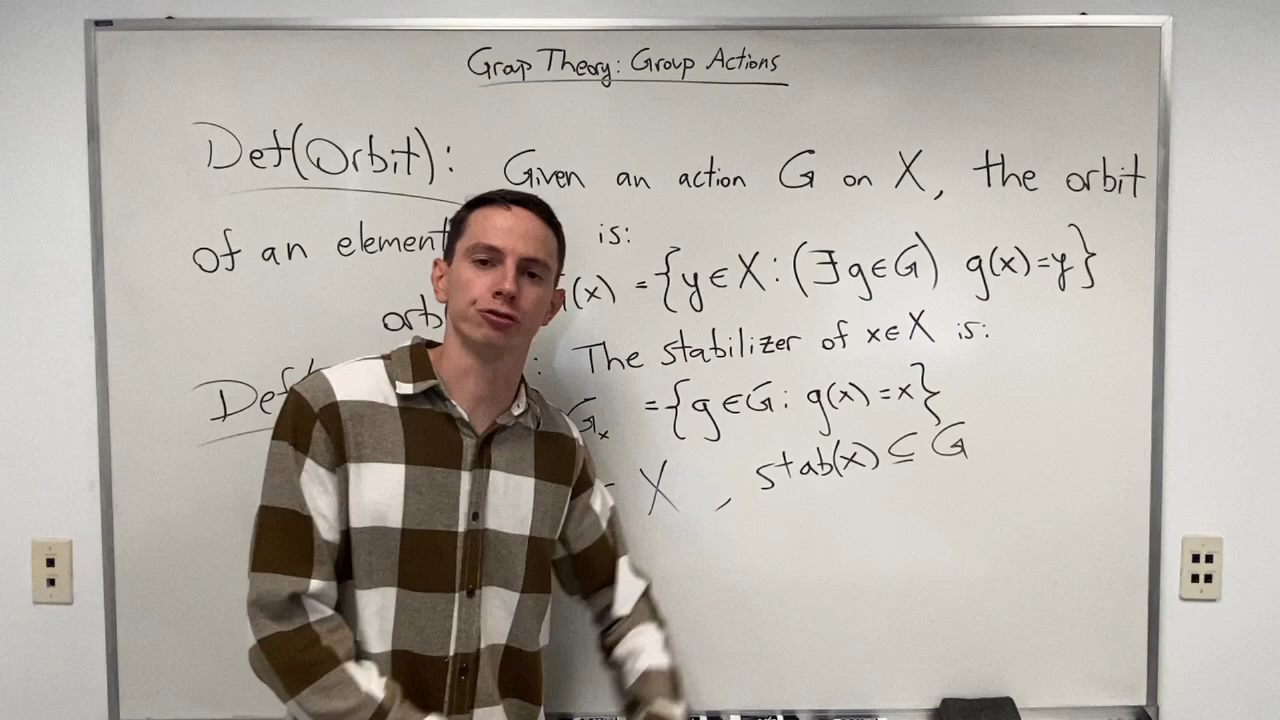 Group Theory: Group Actions
Def(Orbit): Given an action G on X, the orbit
of an element is:
orb (x) = {y∈X : (∃g∈G) g(x)=y}
Def : The stabilizer of x∈X is:
G_x = {g∈G : g(x)=x}
X , stab(x) ⊆ G